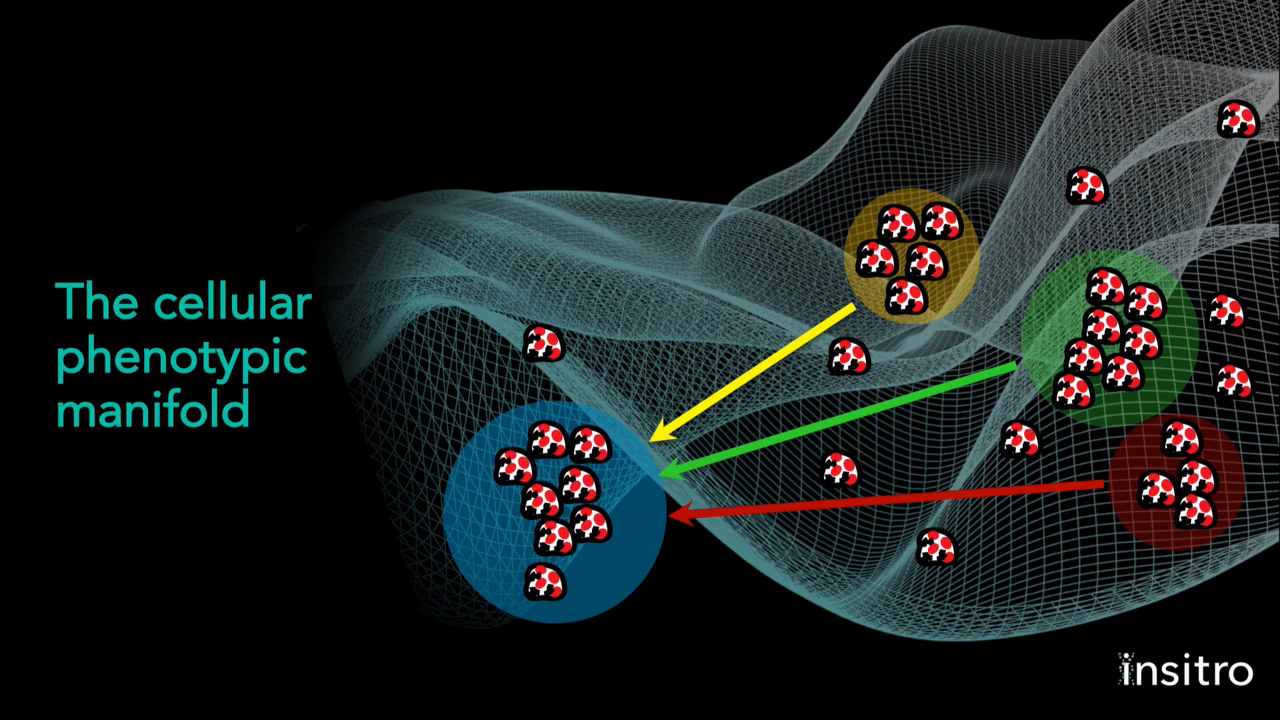 The cellular
phenotypic
manifold
insitro